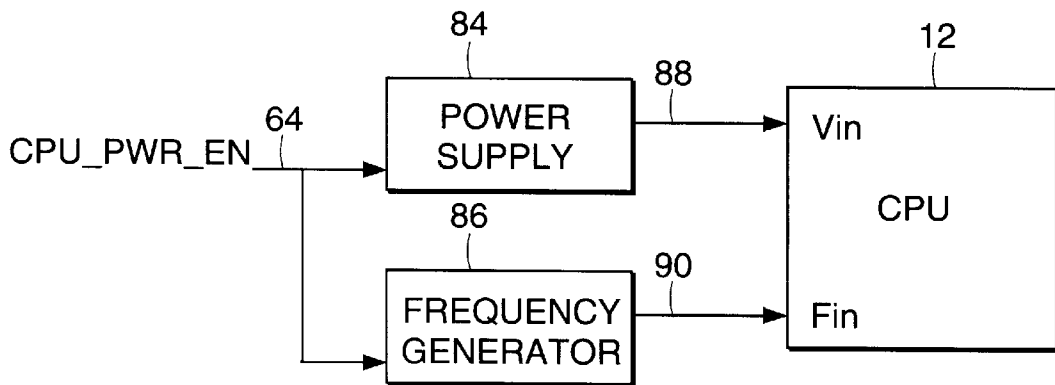 84
12
POWER
SUPPLY
88
Vin
64
CPU_PWR_EN
CPU
86
FREQUENCY
GENERATOR
90
Fin